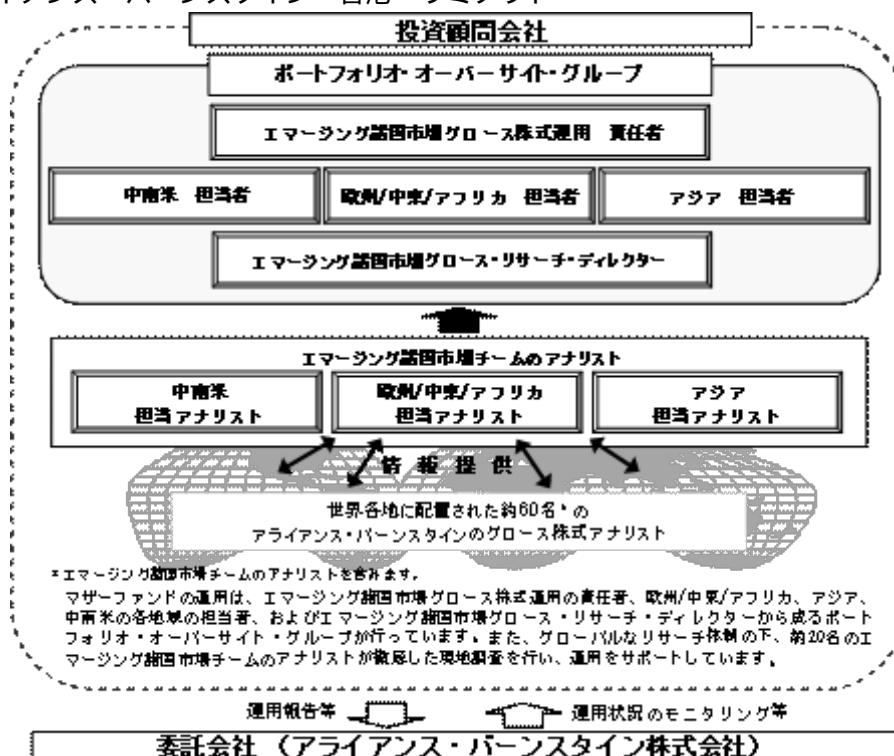 投資顧問会社
ポートフォリオ・オーバーサイト・グループ
エマージング諸国市場グロース株式運用 責任者
中南米 担当者
欧州/中東/アフリカ 担当者
アジア 担当者
エマージング諸国市場グロース・リサーチ・ディレクター
エマージング諸国市場チームのアナリスト
中南米
担当アナリスト
欧州/中東/アフリカ
担当アナリスト
アジア
担当アナリスト
情報提供
世界各地に配置された約60名*の
アライアンス・バーンスタインのグロース株式アナリスト
*エマージング諸国市場チームのアナリストを含みます。
マザーファンドの運用は、エマージング諸国市場グロース株式運用の責任者、欧州/中東/アフリカ、アジア、
中南米の各地域の担当者、およびエマージング諸国市場グロース・リサーチ・ディレクターから成るポート
フォリオ・オーバーサイト・グループが行っています。また、グローバルなリサーチ体制の下、約20名のエ
マージング諸国市場チームのアナリストが徹底した現地調査を行い、運用をサポートしています。
運用報告等
運用状況のモニタリング等
委託会社（アライアンス・バーンスタイン株式会社）